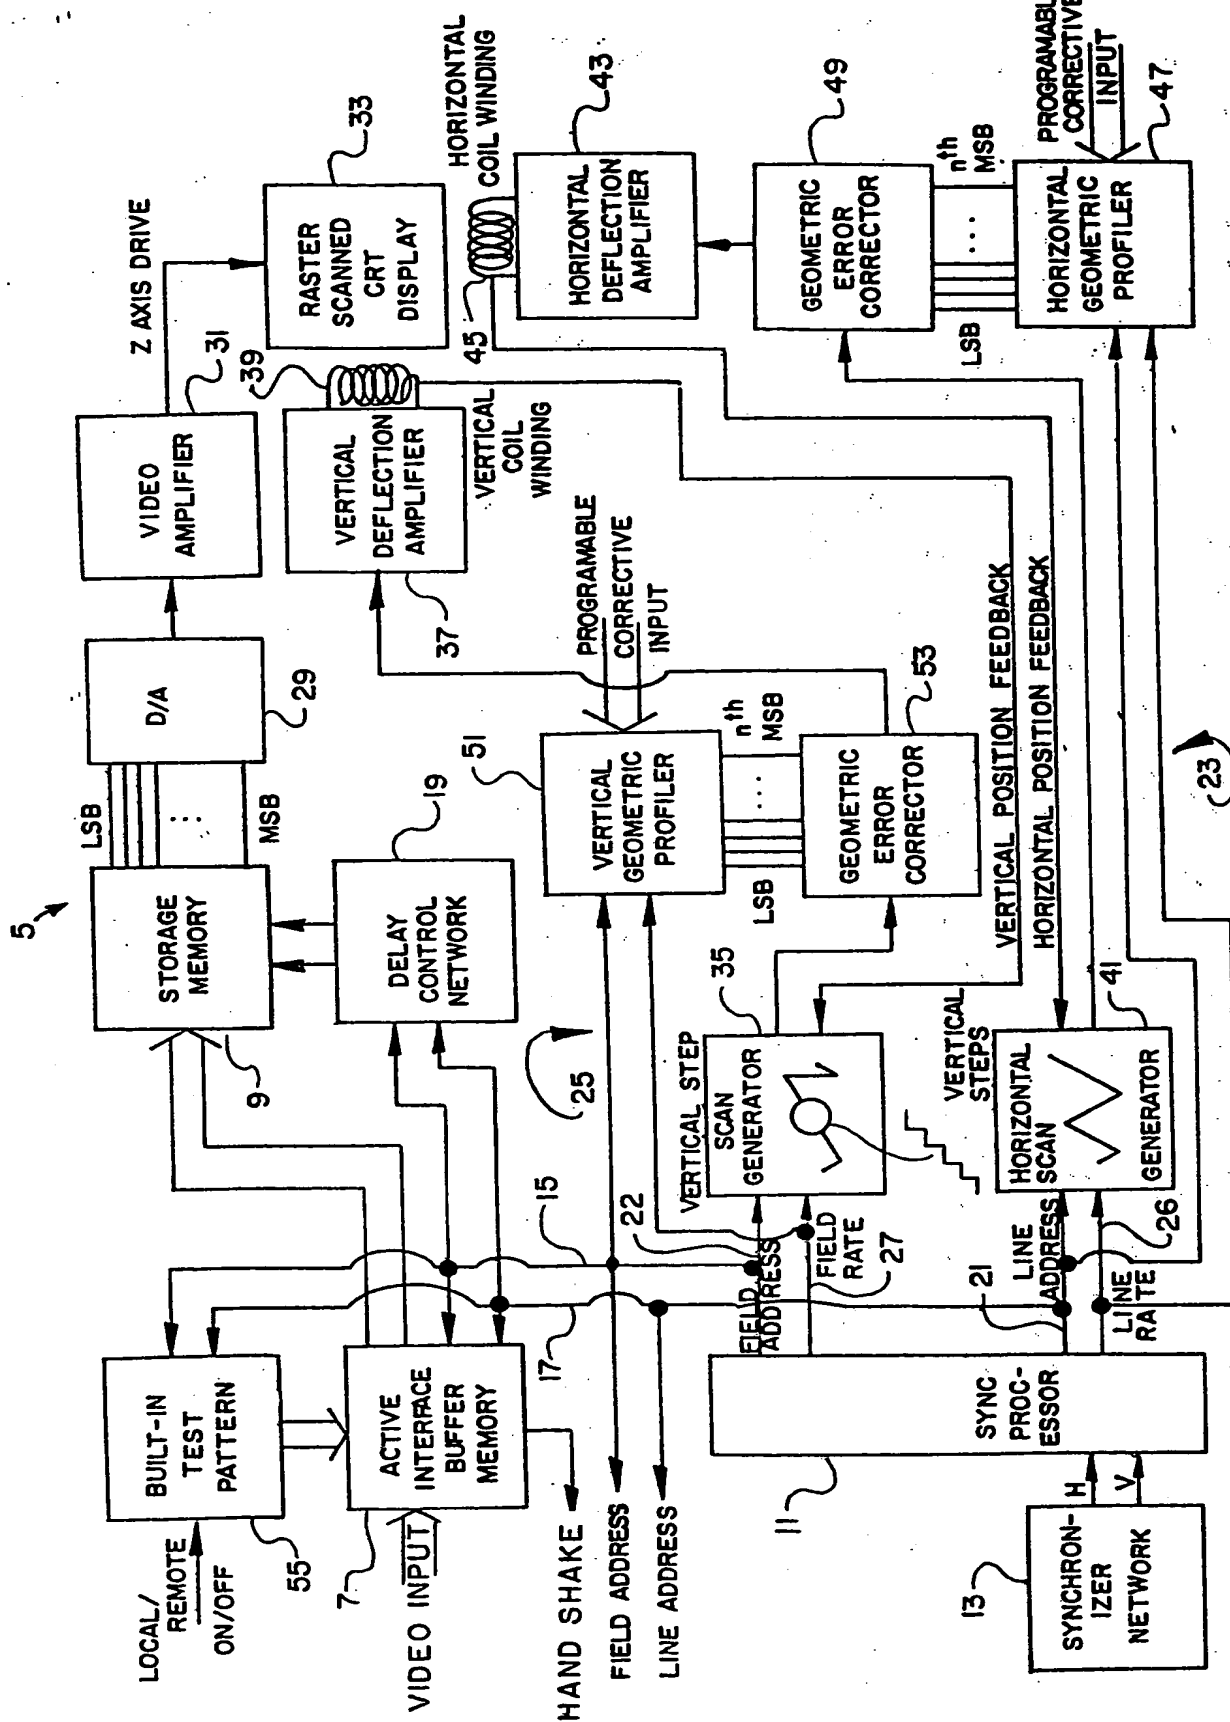 5
LOCAL/
REMOTE
ON/OFF
55
BUILT-IN
TEST
PATTERN
STORAGE
MEMORY
9
LSB
MSB
D/A
29
VIDEO
AMPLIFIER
31
Z AXIS DRIVE
RASTER
SCANNED
CRT
DISPLAY
33
VIDEO INPUT
7
ACTIVE
INTERFACE
BUFFER
MEMORY
HAND SHAKE
FIELD ADDRESS
LINE ADDRESS
17
15
DELAY
CONTROL
NETWORK
19
VERTICAL
DEFLECTION
AMPLIFIER
37
39
VERTICAL
COIL
WINDING
HORIZONTAL
COIL WINDING
45
HORIZONTAL
DEFLECTION
AMPLIFIER
43
25
VERTICAL
GEOMETRIC
PROFILER
51
PROGRAMABLE
CORRECTIVE
INPUT
LSB
nth
MSB
GEOMETRIC
ERROR
CORRECTOR
53
GEOMETRIC
ERROR
CORRECTOR
49
LSB
nth
MSB
HORIZONTAL
GEOMETRIC
PROFILER
47
PROGRAMABLE
CORRECTIVE
INPUT
VERTICAL STEP
SCAN
GENERATOR
35
22
FIELD
ADDRESS
FIELD
RATE
27
VERTICAL
STEPS
VERTICAL POSITION FEEDBACK
HORIZONTAL POSITION FEEDBACK
HORIZONTAL
SCAN
GENERATOR
41
LINE
ADDRESS
21
LINE
RATE
26
23
SYNC
PROC-
ESSOR
11
H
V
13
SYNCHRON-
IZER
NETWORK